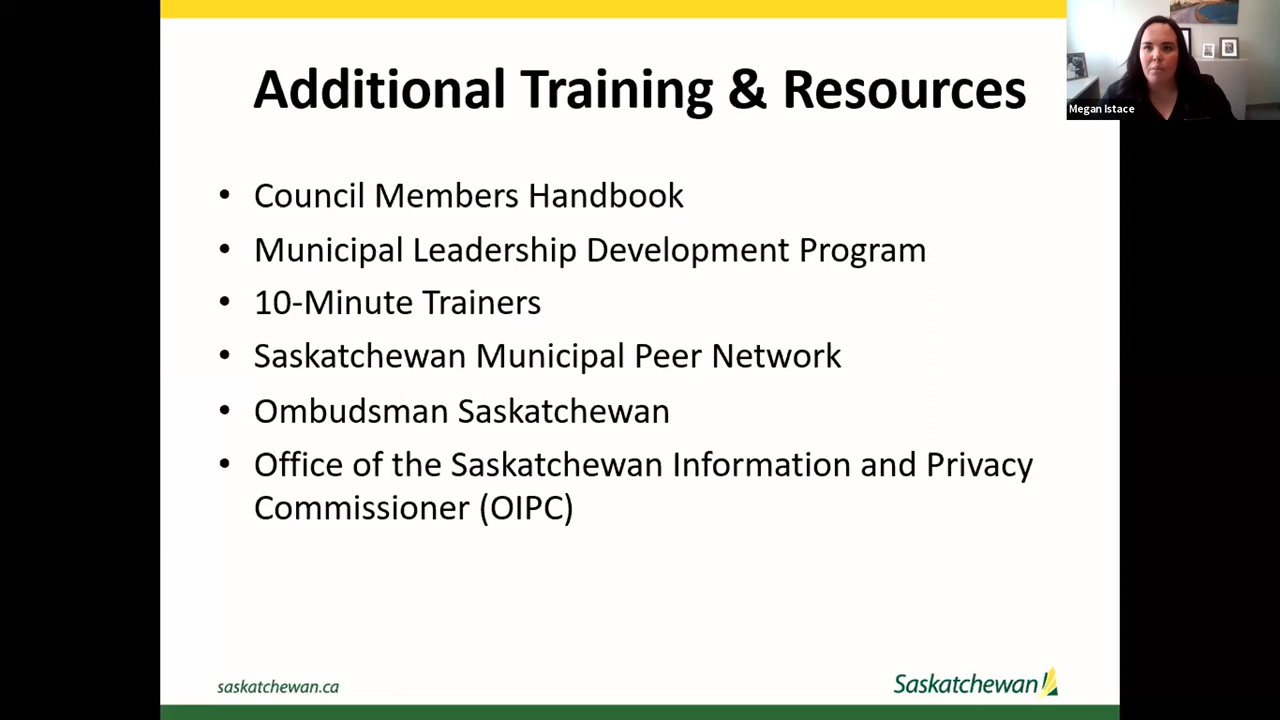 Additional Training & Resources
Megan Istace
• Council Members Handbook
• Municipal Leadership Development Program
• 10-Minute Trainers
• Saskatchewan Municipal Peer Network
• Ombudsman Saskatchewan
• Office of the Saskatchewan Information and Privacy
Commissioner (OIPC)
saskatchewan.ca
Saskatchewan